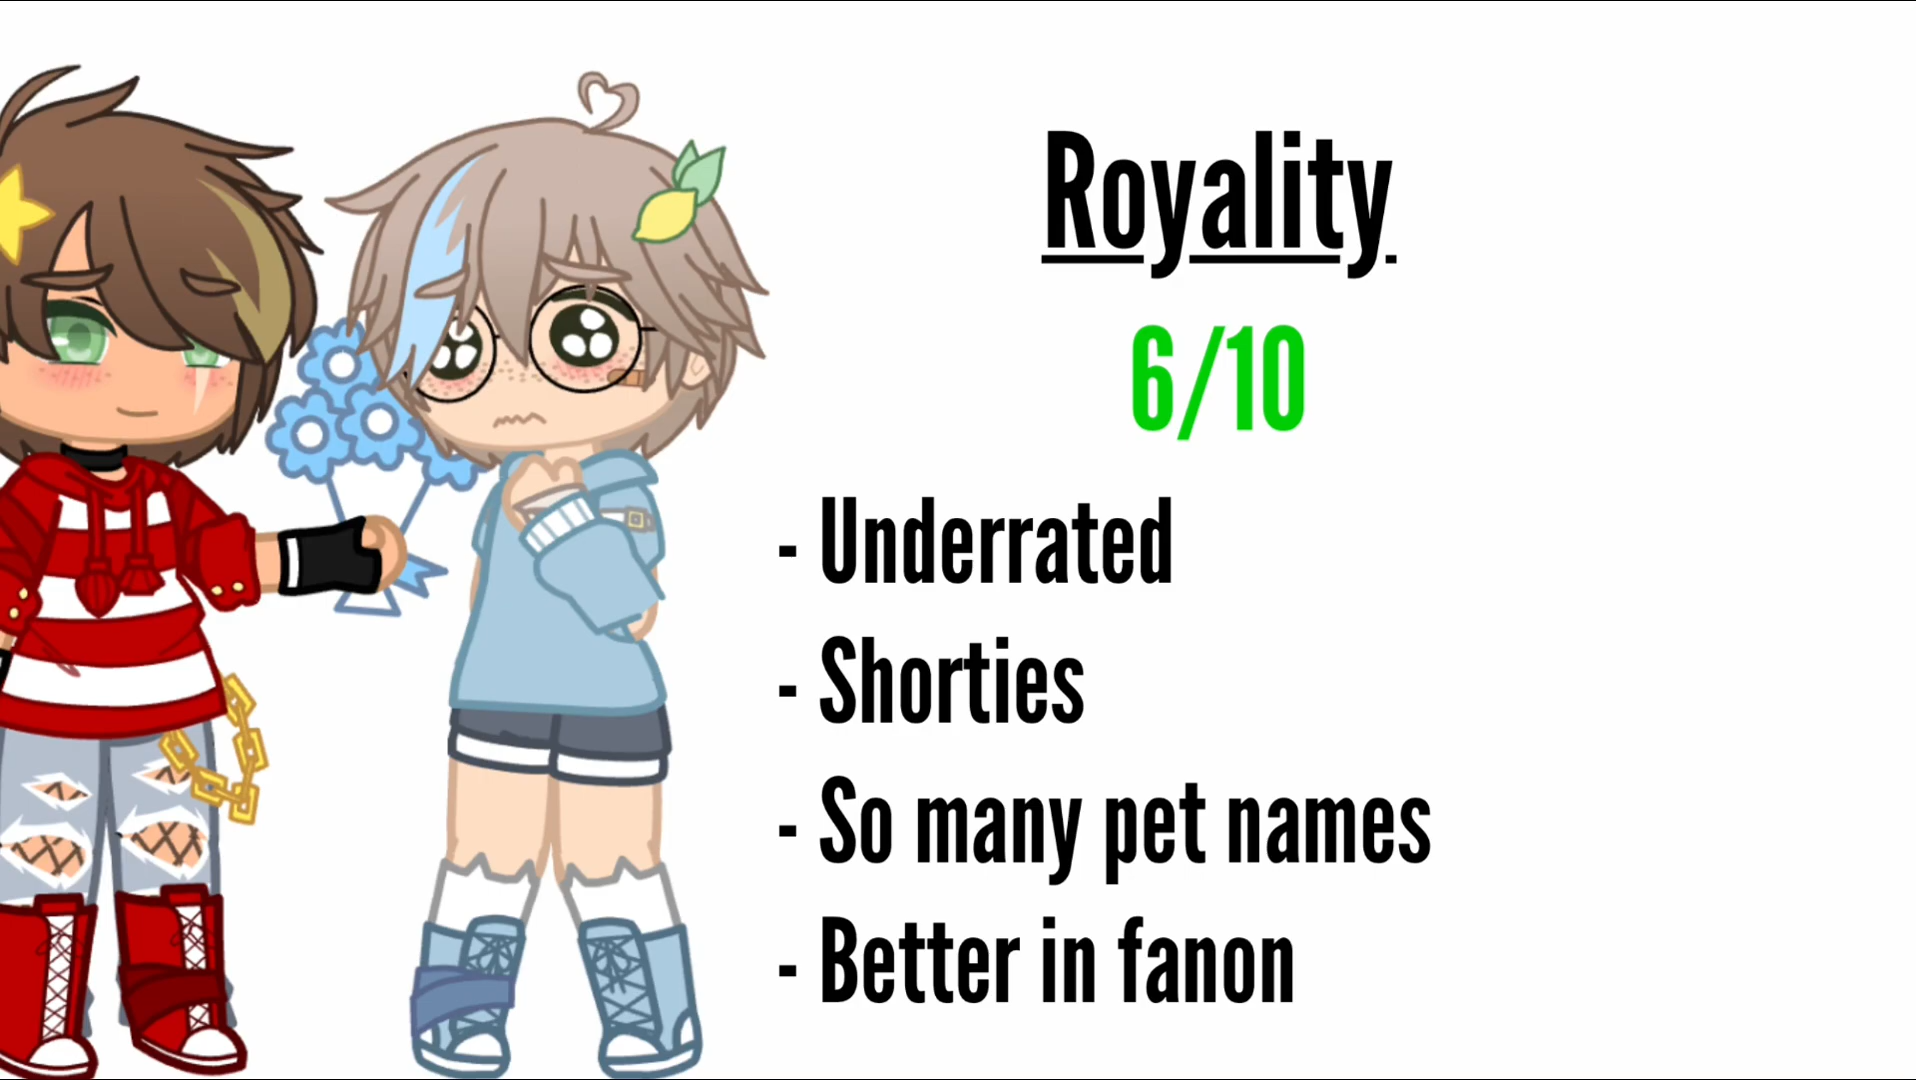 Royality
6/10
- Underrated
- Shorties
- So many pet names
- Better in fanon